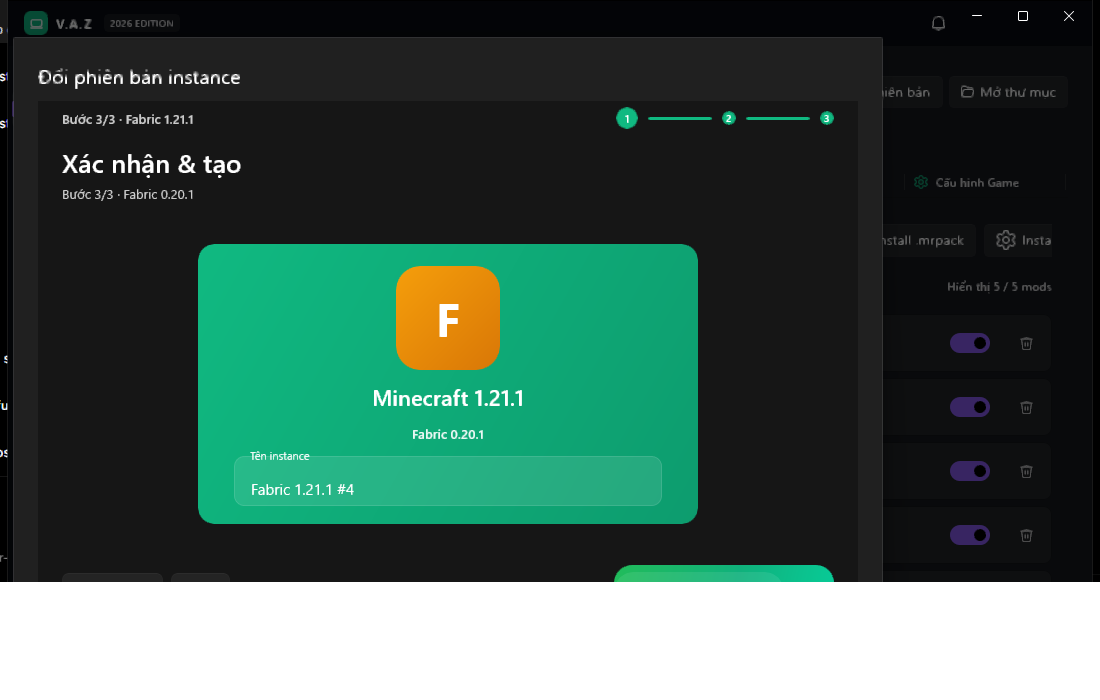 V.A.Z 2026 EDITION
Đổi phiên bản instance
iên bản Mở thư mục
Bước 3/3 · Fabric 1.21.1
1 2 3
Xác nhận & tạo
Bước 3/3 · Fabric 0.20.1
Cấu hình Game
nstall .mrpack Insta
Hiển thị 5 / 5 mods
F
Minecraft 1.21.1
Fabric 0.20.1
Tên instance
Fabric 1.21.1 #4